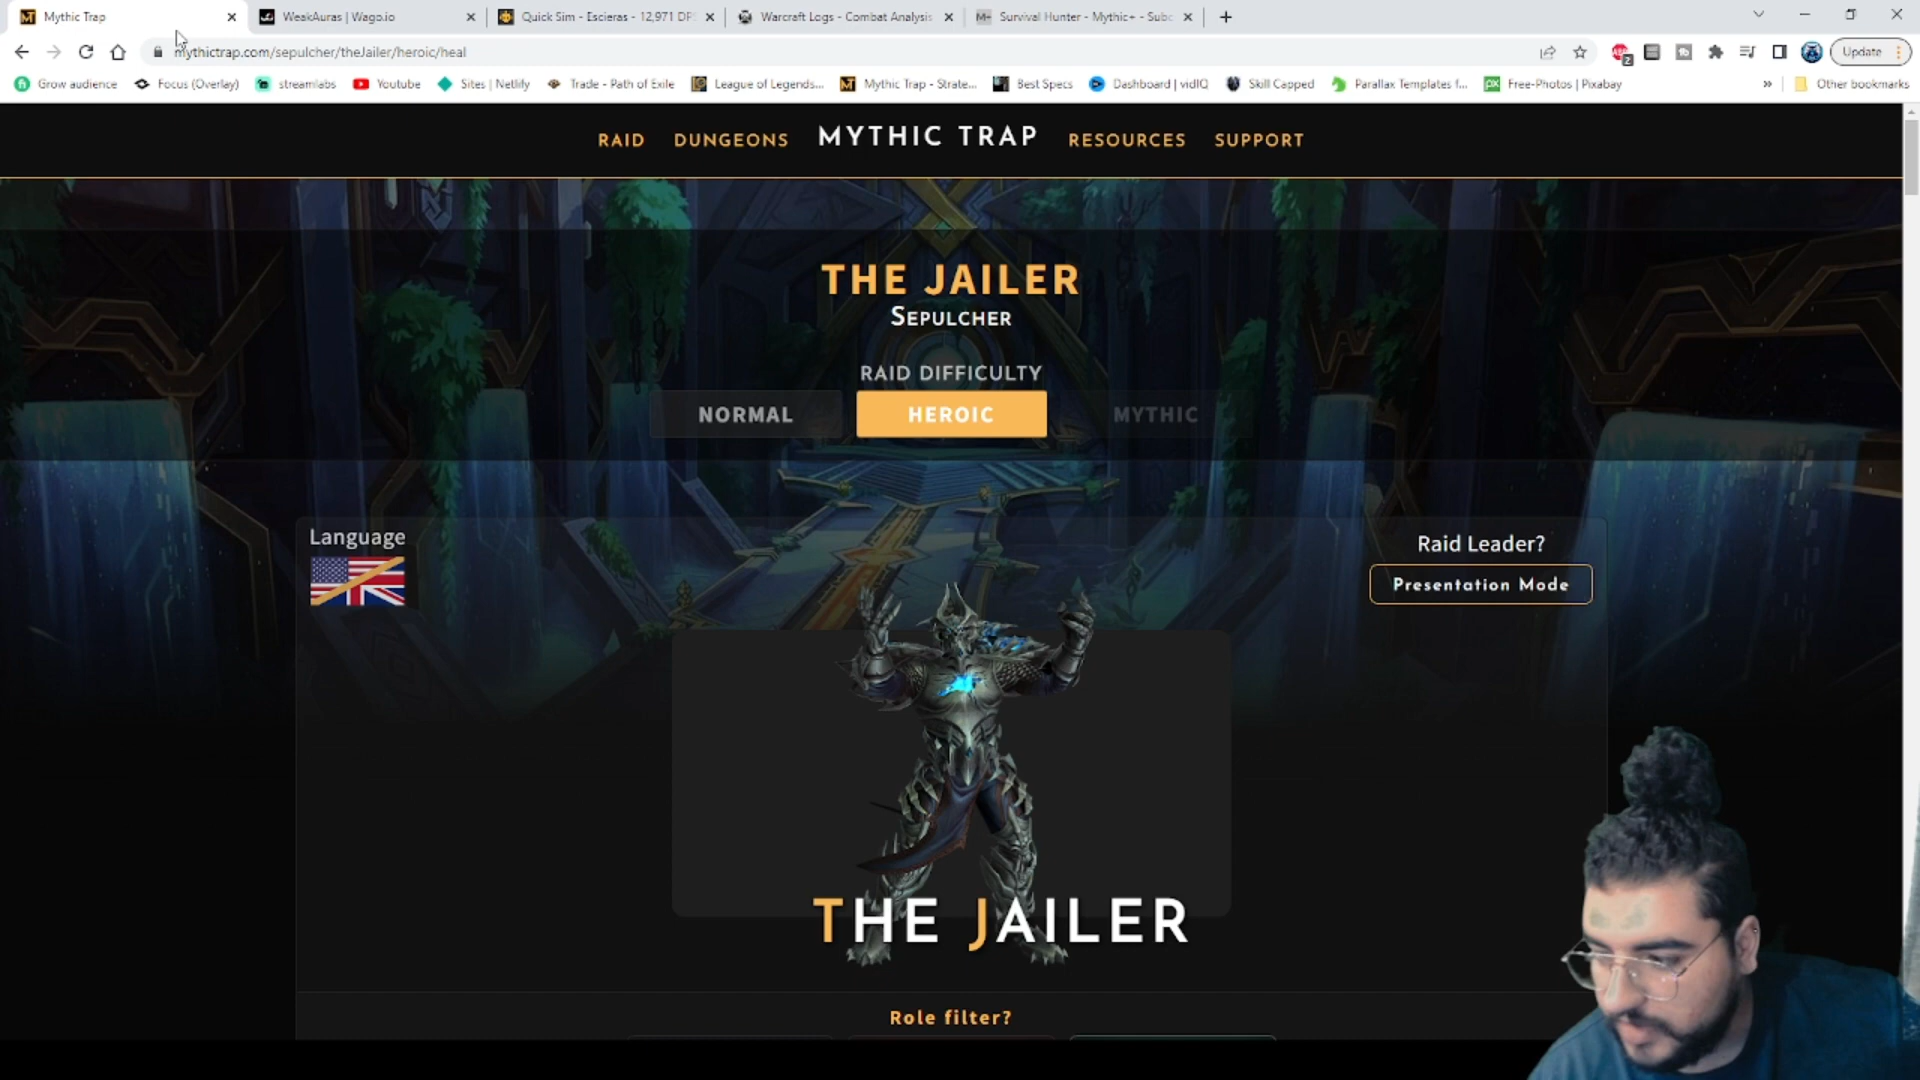 Mythic Trap
WeakAuras | Wago.io
Quick Sim - Escieras - 12,971 DP
Warcraft Logs - Combat Analysis
Survival Hunter - Mythic+ - Subc
mythictrap.com/sepulcher/theJailer/heroic/heal
Update
Grow audience
Focus (Overlay)
streamlabs
Youtube
Sites | Netlify
Trade - Path of Exile
League of Legends...
Mythic Trap - Strate...
Best Specs
Dashboard | vidIQ
Skill Capped
Parallax Templates f...
Free-Photos | Pixabay
»
Other bookmarks
RAID DUNGEONS MYTHIC TRAP RESOURCES SUPPORT
THE JAILER
SEPULCHER
RAID DIFFICULTY
NORMAL HEROIC MYTHIC
Language
Raid Leader?
Presentation Mode
THE JAILER
Role filter?